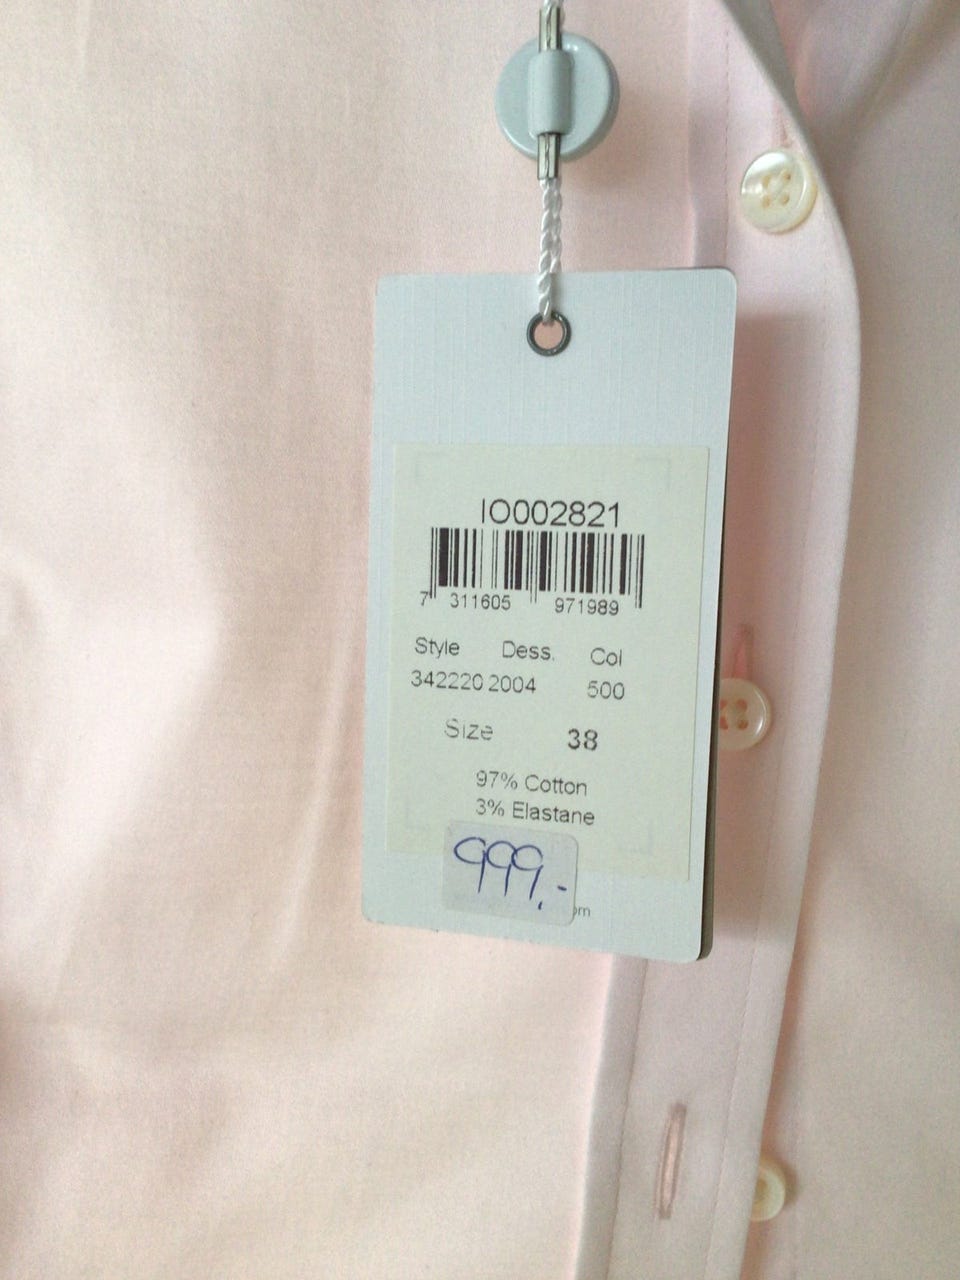 IO002821
7 311605 971989
Style Dess. Col
342220 2004 500
Size 38
97% Cotton
3% Elastane
999,-